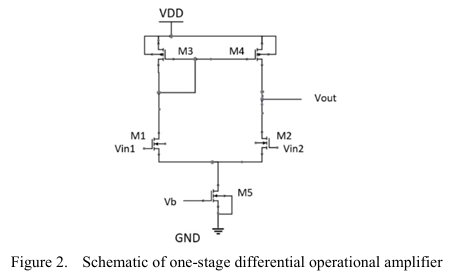 VDD
M3 M4
Vout
M1 M2
Vin1 Vin2
M5
Vb
GND
Figure 2. Schematic of one-stage differential operational amplifier